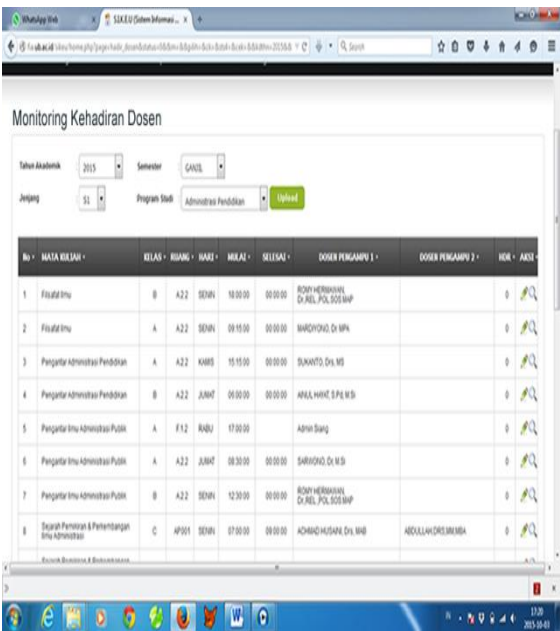 WhatsApp Web
S.I.K.E.U (Sistem Informasi...
Search
Monitoring Kehadiran Dosen
Tahun Akademik 2015 Semester GANJIL
Jenjang S1 Program Studi Administrasi Pendidikan Upload
No MATA KULIAH KELAS RUANG HARI MULAI SELESAI DOSEN PENGAMPU 1 DOSEN PENGAMPU 2 HDR AKSI
1 Filsafat Ilmu B A2.2 SENIN 18:00:00 00:00:00 ROMY HERMAWAN, Dr.REL.,POL,SOS MAP 0
2 Filsafat Ilmu A A2.2 SENIN 09:15:00 00:00:00 MARDIYONO, Dr. MPA 0
3 Pengantar Administrasi Pendidikan A A2.2 KAMIS 15:15:00 00:00:00 SUKANTO, Drs, MS 0
4 Pengantar Administrasi Pendidikan B A2.2 JUMAT 00:00:00 AINUL HAYAT, S.Pd, M.Si 0
5 Pengantar Ilmu Administrasi Publik A F1.2 RABU 17:00:00 Admin Siang 0
6 Pengantar Ilmu Administrasi Publik A A2.2 JUMAT 08:30:00 00:00:00 SARWONO, Dr, M.Si 0
7 Pengantar Ilmu Administrasi Publik B A2.2 SENIN 12:30:00 00:00:00 ROMY HERMAWAN, Dr.REL.,POL,SOS MAP 0
8 Sejarah Pemikiran & Perkembangan Ilmu Administrasi C AP001 SENIN 07:00:00 09:00:00 ACHMAD HUSAINI, Drs, MAB ABDULLAH,DRS,MM,MBA 0
17:20
2015-10-03